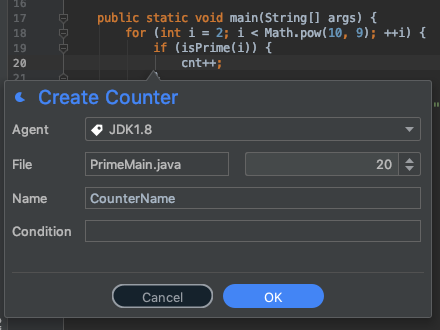 16
17 public static void main(String[] args) {
18 for (int i = 2; i < Math.pow(10, 9); ++i) {
19 if (isPrime(i)) {
20 cnt++;
21
"
Create Counter
Agent JDK1.8
File PrimeMain.java 20
Name CounterName
Condition
Cancel OK